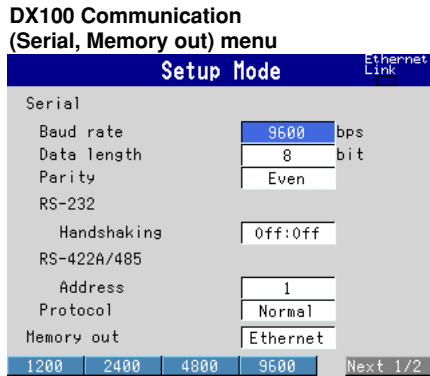 DX100 Communication
(Serial, Memory out) menu
Setup Mode
Ethernet
Link
Serial
Baud rate 9600 bps
Data length 8 bit
Parity Even
RS-232
Handshaking Off:Off
RS-422A/485
Address 1
Protocol Normal
Memory out Ethernet
1200 2400 4800 9600 Next 1/2